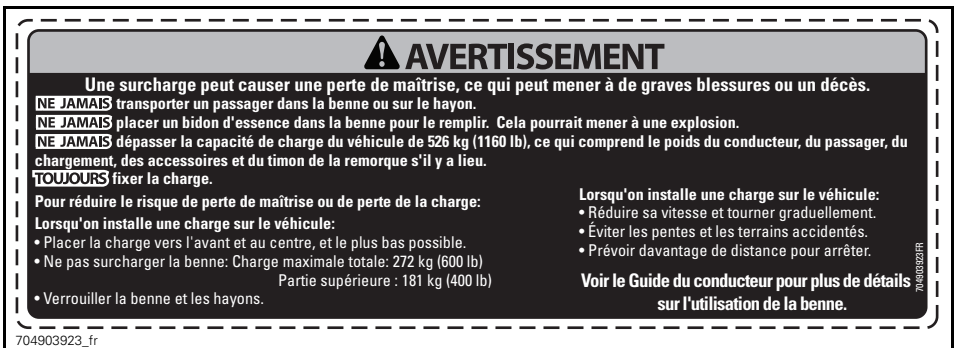 AVERTISSEMENT
Une surcharge peut causer une perte de maîtrise, ce qui peut mener à de graves blessures ou un décès.
NE JAMAIS transporter un passager dans la benne ou sur le hayon.
NE JAMAIS placer un bidon d'essence dans la benne pour le remplir. Cela pourrait mener à une explosion.
NE JAMAIS dépasser la capacité de charge du véhicule de 526 kg (1160 lb), ce qui comprend le poids du conducteur, du passager, du
chargement, des accessoires et du timon de la remorque s'il y a lieu.
TOUJOURS fixer la charge.
Pour réduire le risque de perte de maîtrise ou de perte de la charge:
Lorsqu'on installe une charge sur le véhicule:
• Placer la charge vers l'avant et au centre, et le plus bas possible.
• Ne pas surcharger la benne: Charge maximale totale: 272 kg (600 lb)
Partie supérieure : 181 kg (400 lb)
• Verrouiller la benne et les hayons.
Lorsqu'on installe une charge sur le véhicule:
• Réduire sa vitesse et tourner graduellement.
• Éviter les pentes et les terrains accidentés.
• Prévoir davantage de distance pour arrêter.
Voir le Guide du conducteur pour plus de détails
sur l'utilisation de la benne.
704903923FR
704903923_fr